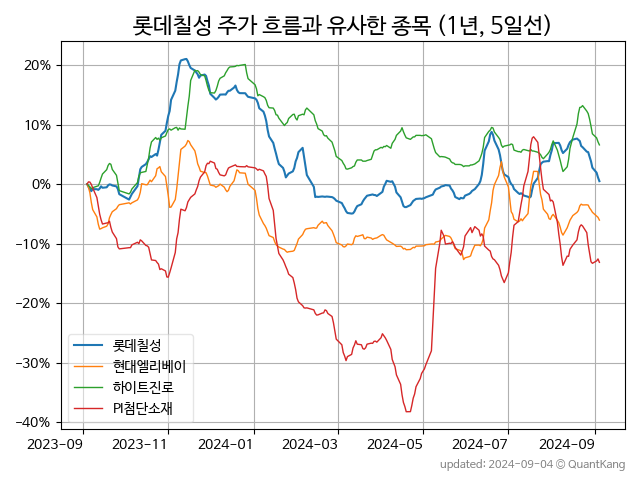 롯데칠성 주가 흐름과 유사한 종목 (1년, 5일선)
20%
10%
0%
−10%
−20%
−30%
−40%
롯데칠성
현대엘리베이
하이트진로
PI첨단소재
2023-09
2023-11
2024-01
2024-03
2024-05
2024-07
2024-09
updated: 2024-09-04 © QuantKang